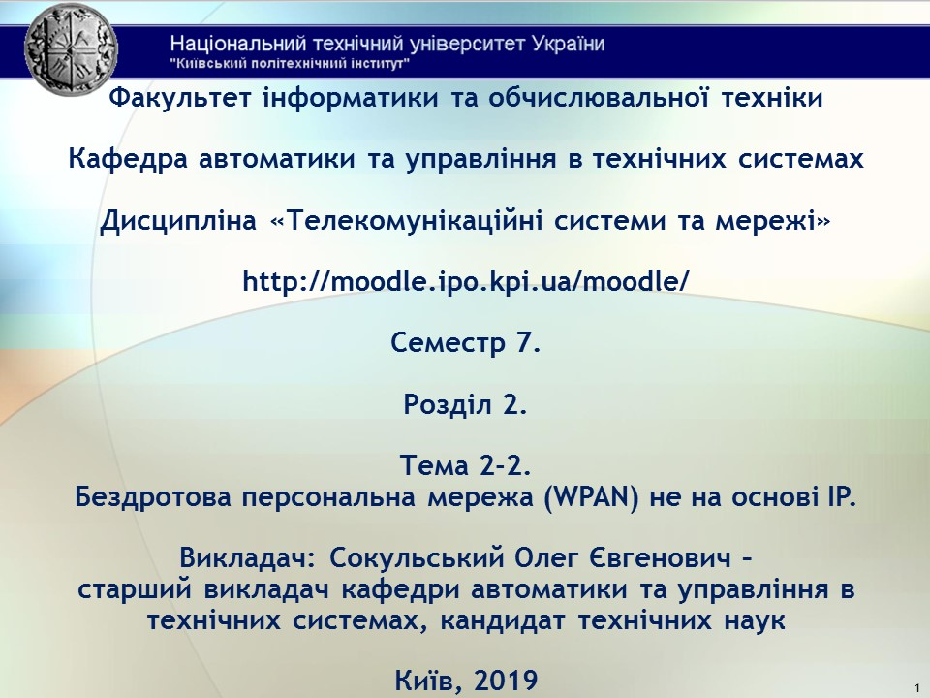 Національний технічний університет України
"Київський політехнічний інститут"
Факультет інформатики та обчислювальної техніки
Кафедра автоматики та управління в технічних системах
Дисципліна «Телекомунікаційні системи та мережі»
http://moodle.ipo.kpi.ua/moodle/
Семестр 7.
Розділ 2.
Тема 2-2.
Бездротова персональна мережа (WPAN) не на основі IP.
Викладач: Сокульський Олег Євгенович –
старший викладач кафедри автоматики та управління в
технічних системах, кандидат технічних наук
Київ, 2019
1